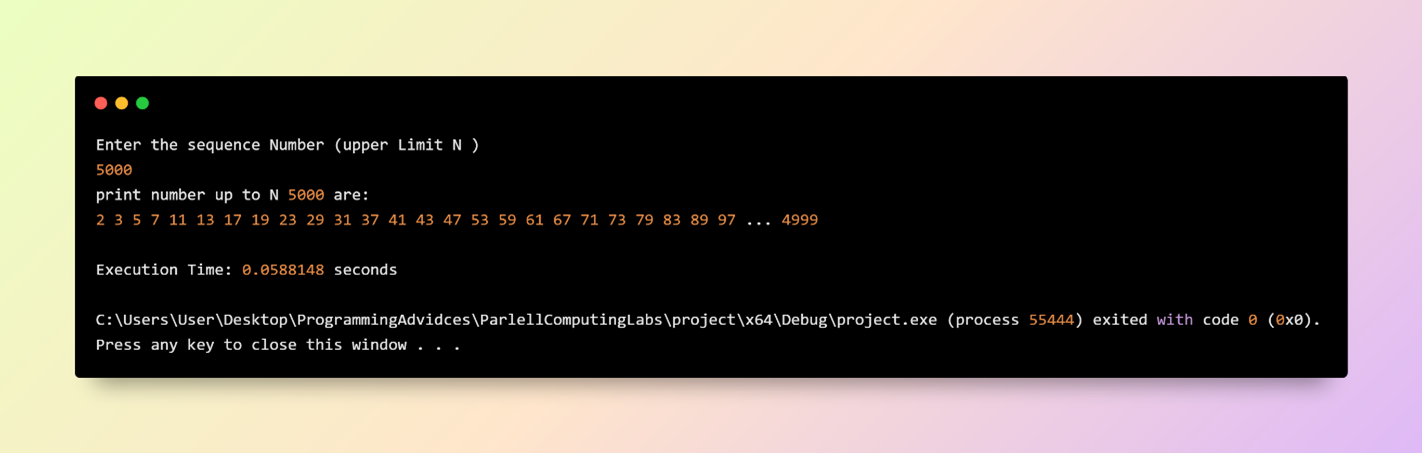 Enter the sequence Number (upper Limit N )
5000
print number up to N 5000 are:
2 3 5 7 11 13 17 19 23 29 31 37 41 43 47 53 59 61 67 71 73 79 83 89 97 ... 4999
Execution Time: 0.0588148 seconds
C:\Users\User\Desktop\ProgrammingAdvidces\ParlellComputingLabs\project\x64\Debug\project.exe (process 55444) exited with code 0 (0x0).
Press any key to close this window . . .